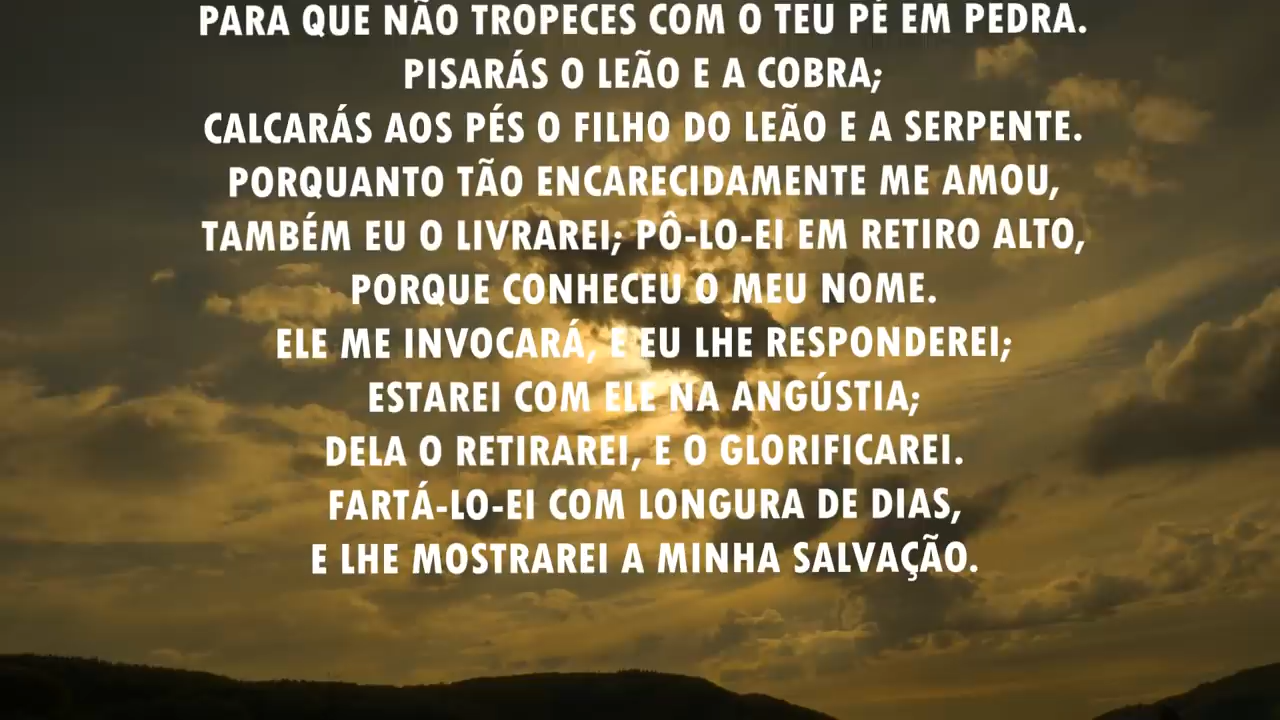 PARA QUE NÃO TROPECES COM O TEU PÉ EM PEDRA.
PISARÁS O LEÃO E A COBRA;
CALCARÁS AOS PÉS O FILHO DO LEÃO E A SERPENTE.
PORQUANTO TÃO ENCARECIDAMENTE ME AMOU,
TAMBÉM EU O LIVRAREI; PÔ-LO-EI EM RETIRO ALTO,
PORQUE CONHECEU O MEU NOME.
ELE ME INVOCARÁ, E EU LHE RESPONDEREI;
ESTAREI COM ELE NA ANGÚSTIA;
DELA O RETIRAREI, E O GLORIFICAREI.
FARTÁ-LO-EI COM LONGURA DE DIAS,
E LHE MOSTRAREI A MINHA SALVAÇÃO.